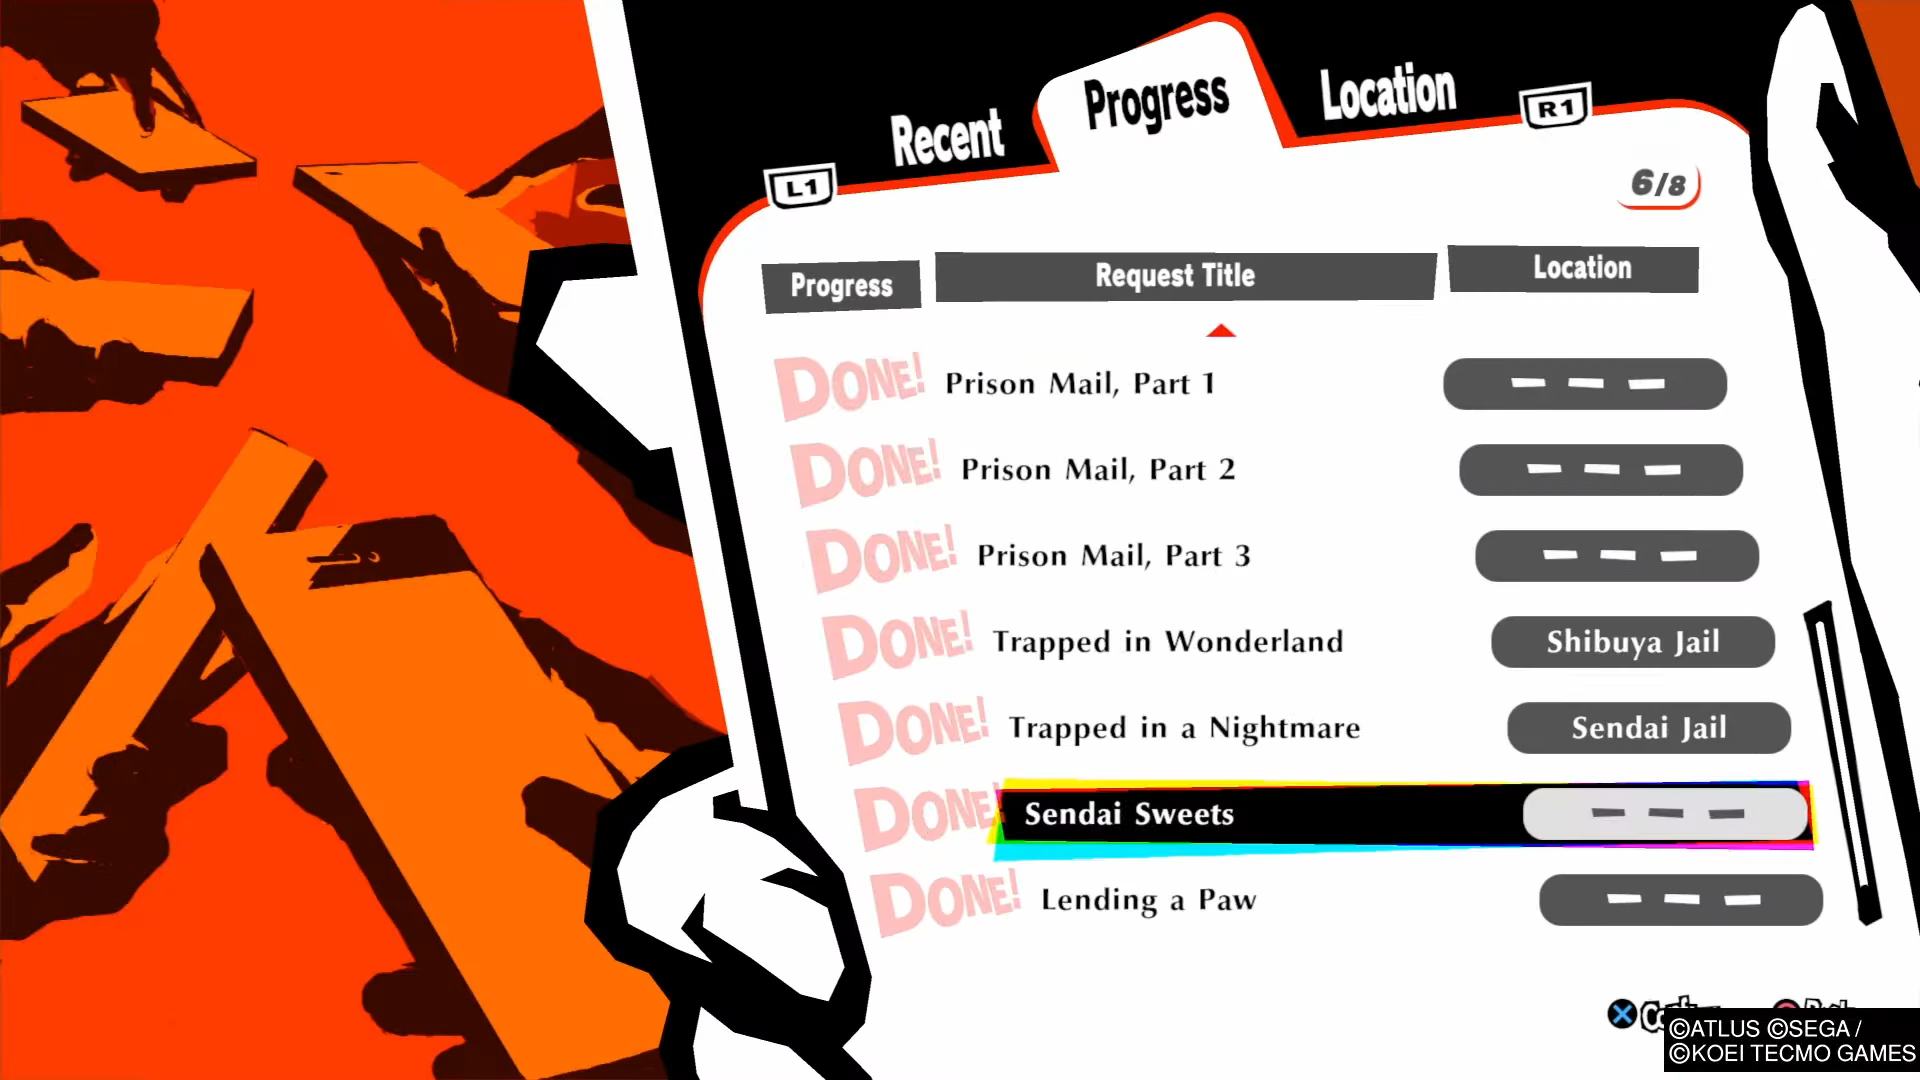 Recent
Progress
Location
L1
R1
6/8
Progress
Request Title
Location
DONE! Prison Mail, Part 1
DONE! Prison Mail, Part 2
DONE! Prison Mail, Part 3
DONE! Trapped in Wonderland Shibuya Jail
DONE! Trapped in a Nightmare Sendai Jail
DONE! Sendai Sweets
DONE! Lending a Paw
©ATLUS ©SEGA /
©KOEI TECMO GAMES